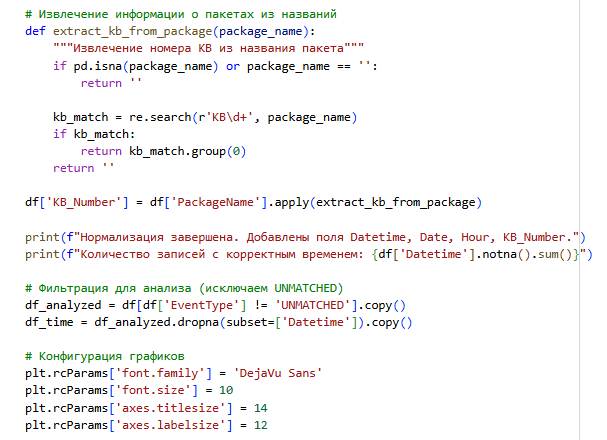 # Извлечение информации о пакетах из названий
def extract_kb_from_package(package_name):
    """Извлечение номера KB из названия пакета"""
    if pd.isna(package_name) or package_name == '':
        return ''

    kb_match = re.search(r'KB\d+', package_name)
    if kb_match:
        return kb_match.group(0)
    return ''

df['KB_Number'] = df['PackageName'].apply(extract_kb_from_package)

print(f"Нормализация завершена. Добавлены поля Datetime, Date, Hour, KB_Number.")
print(f"Количество записей с корректным временем: {df['Datetime'].notna().sum()}")

# Фильтрация для анализа (исключаем UNMATCHED)
df_analyzed = df[df['EventType'] != 'UNMATCHED'].copy()
df_time = df_analyzed.dropna(subset=['Datetime']).copy()

# Конфигурация графиков
plt.rcParams['font.family'] = 'DejaVu Sans'
plt.rcParams['font.size'] = 10
plt.rcParams['axes.titlesize'] = 14
plt.rcParams['axes.labelsize'] = 12